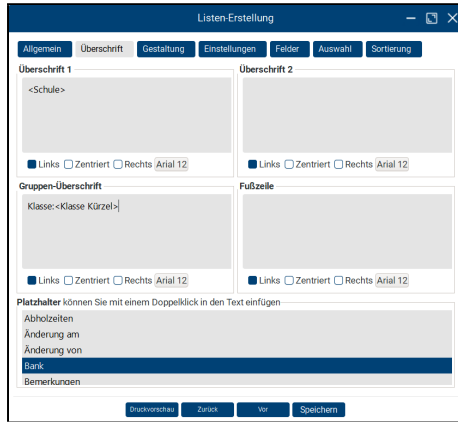 Listen-Erstellung
Allgemein Überschrift Gestaltung Einstellungen Felder Auswahl Sortierung
Überschrift 1 Überschrift 2
<Schule>
Links Zentriert Rechts Arial 12 Links Zentriert Rechts Arial 12
Gruppen-Überschrift Fußzeile
Klasse:<Klasse Kürzel>
Links Zentriert Rechts Arial 12 Links Zentriert Rechts Arial 12
Platzhalter können Sie mit einem Doppelklick in den Text einfügen
Abholzeiten
Änderung am
Änderung von
Bank
Bemerkungen
Druckvorschau Zurück Vor Speichern